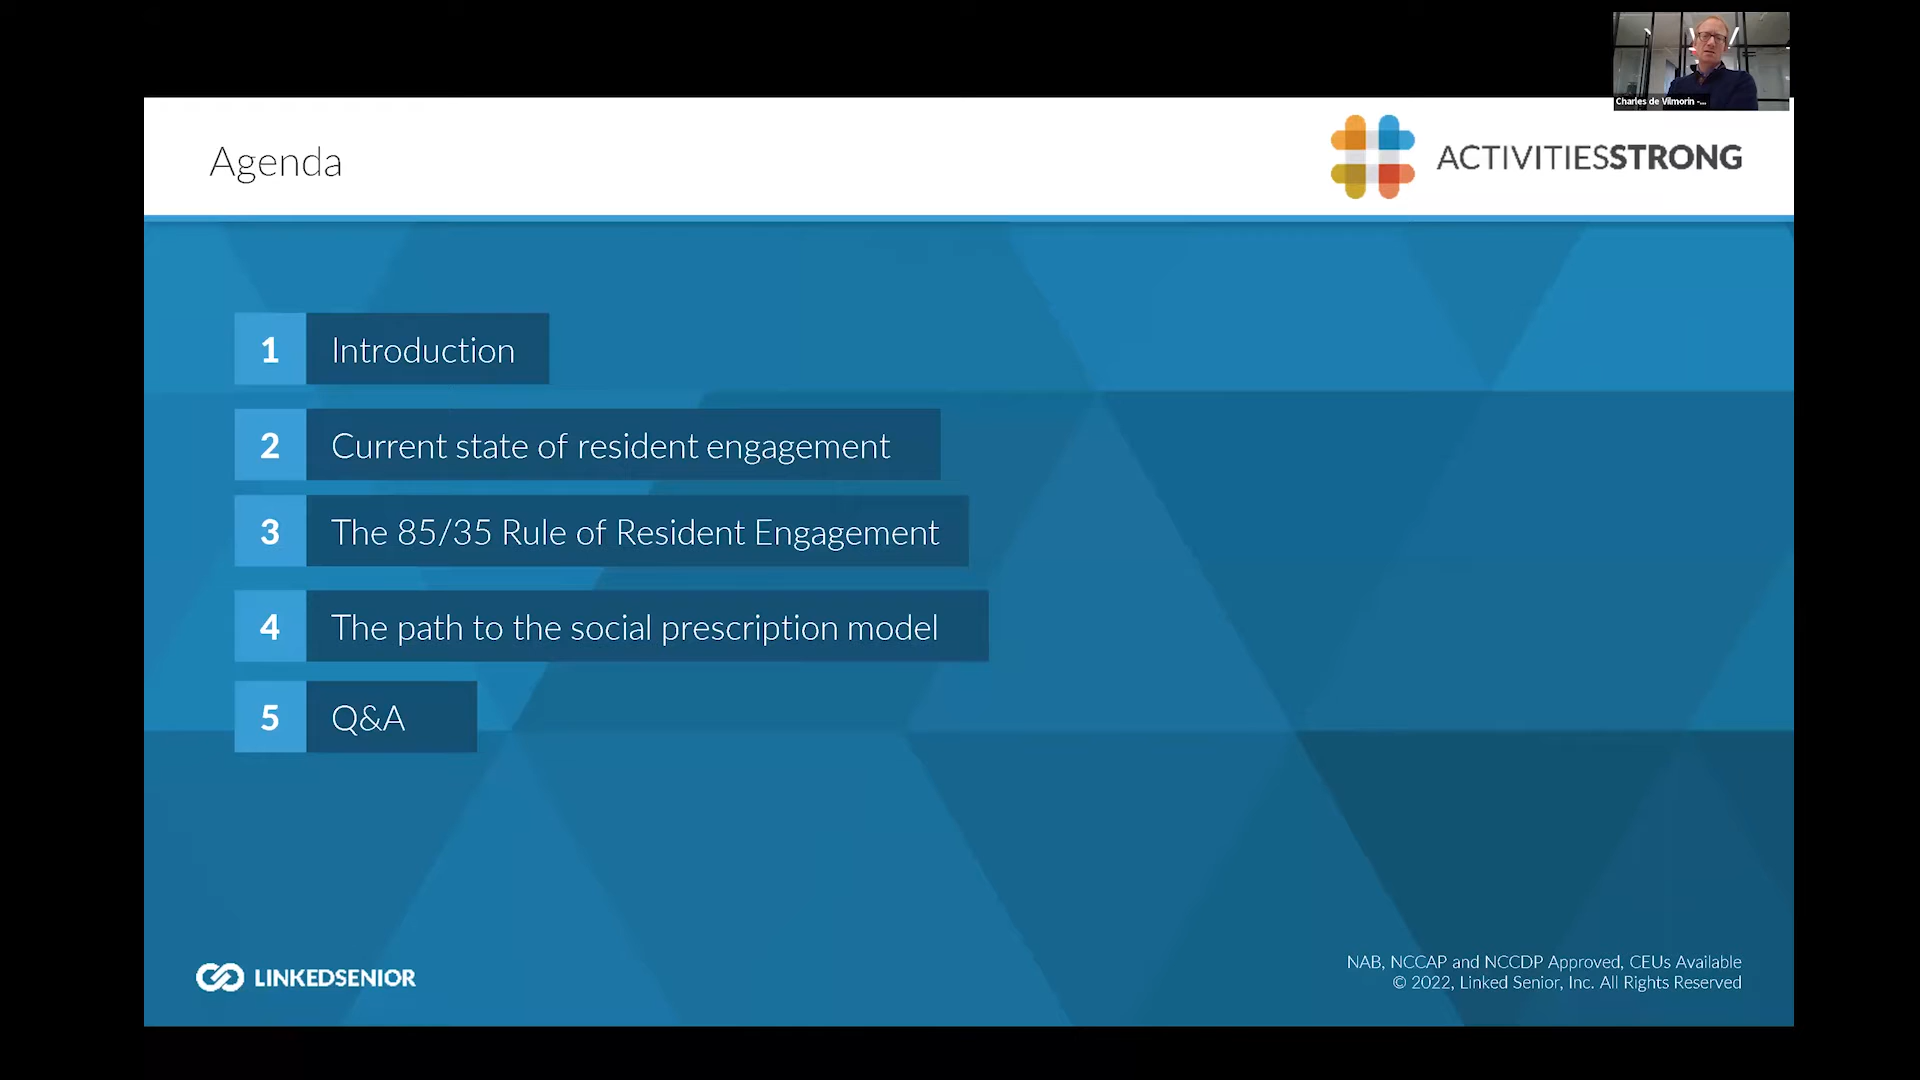 Charles de Vilmorin -...
Agenda
ACTIVITIESSTRONG
1 Introduction
2 Current state of resident engagement
3 The 85/35 Rule of Resident Engagement
4 The path to the social prescription model
5 Q&A
LINKEDSENIOR
NAB, NCCAP and NCCDP Approved, CEUs Available
© 2022, Linked Senior, Inc. All Rights Reserved